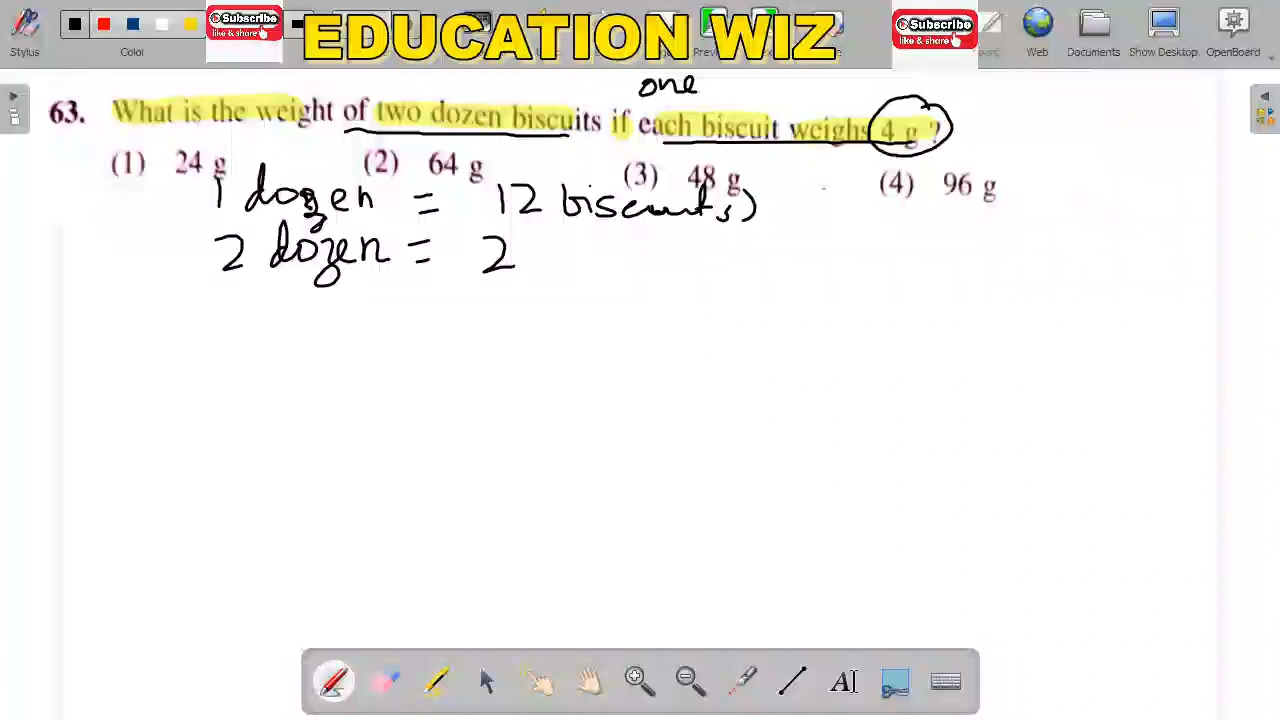 Stylus
Color
Subscribe
like & share
EDUCATION WIZ
Subscribe
like & share
Web
Documents
Show Desktop
OpenBoard
one
63. What is the weight of two dozen biscuits if each biscuit weighs 4 g ?
(1) 24 g (2) 64 g (3) 48 g (4) 96 g
1 dozen = 12 biscuits)
2 dozen = 2